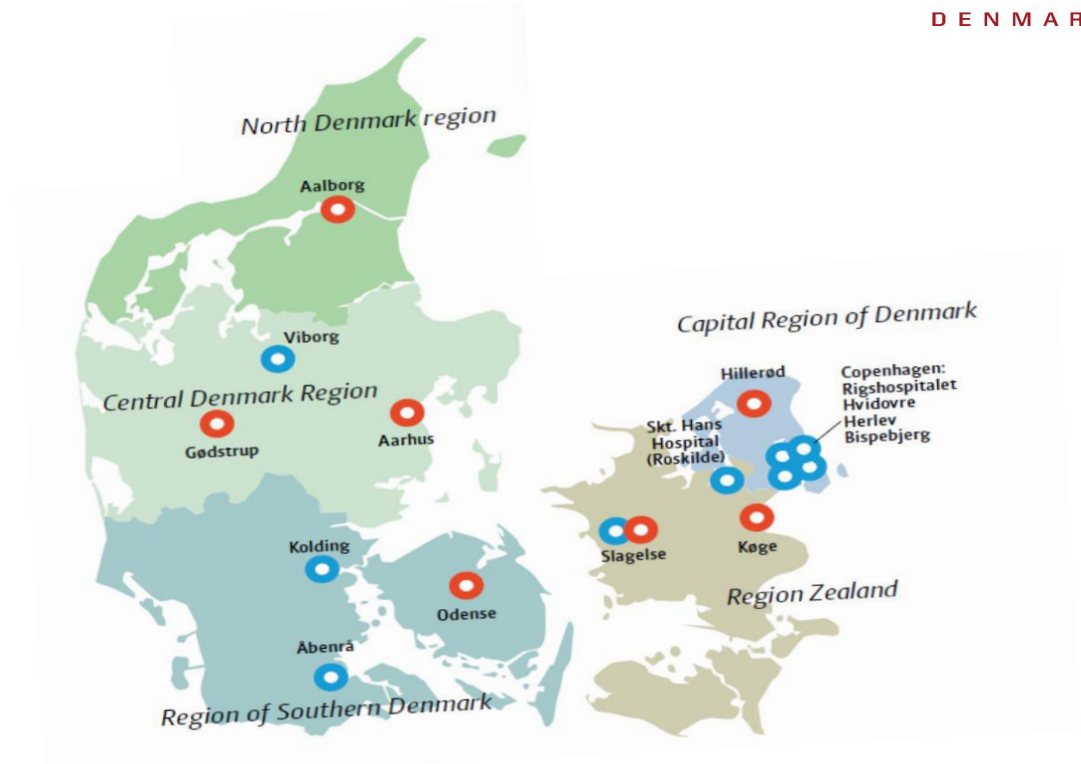 DENMAR
North Denmark region
Aalborg
Viborg
Central Denmark Region
Gødstrup
Aarhus
Kolding
Odense
Åbenrå
Region of Southern Denmark
Capital Region of Denmark
Hillerød
Copenhagen:
Rigshospitalet
Hvidovre
Herlev
Bispebjerg
Skt. Hans
Hospital
(Roskilde)
Slagelse
Køge
Region Zealand